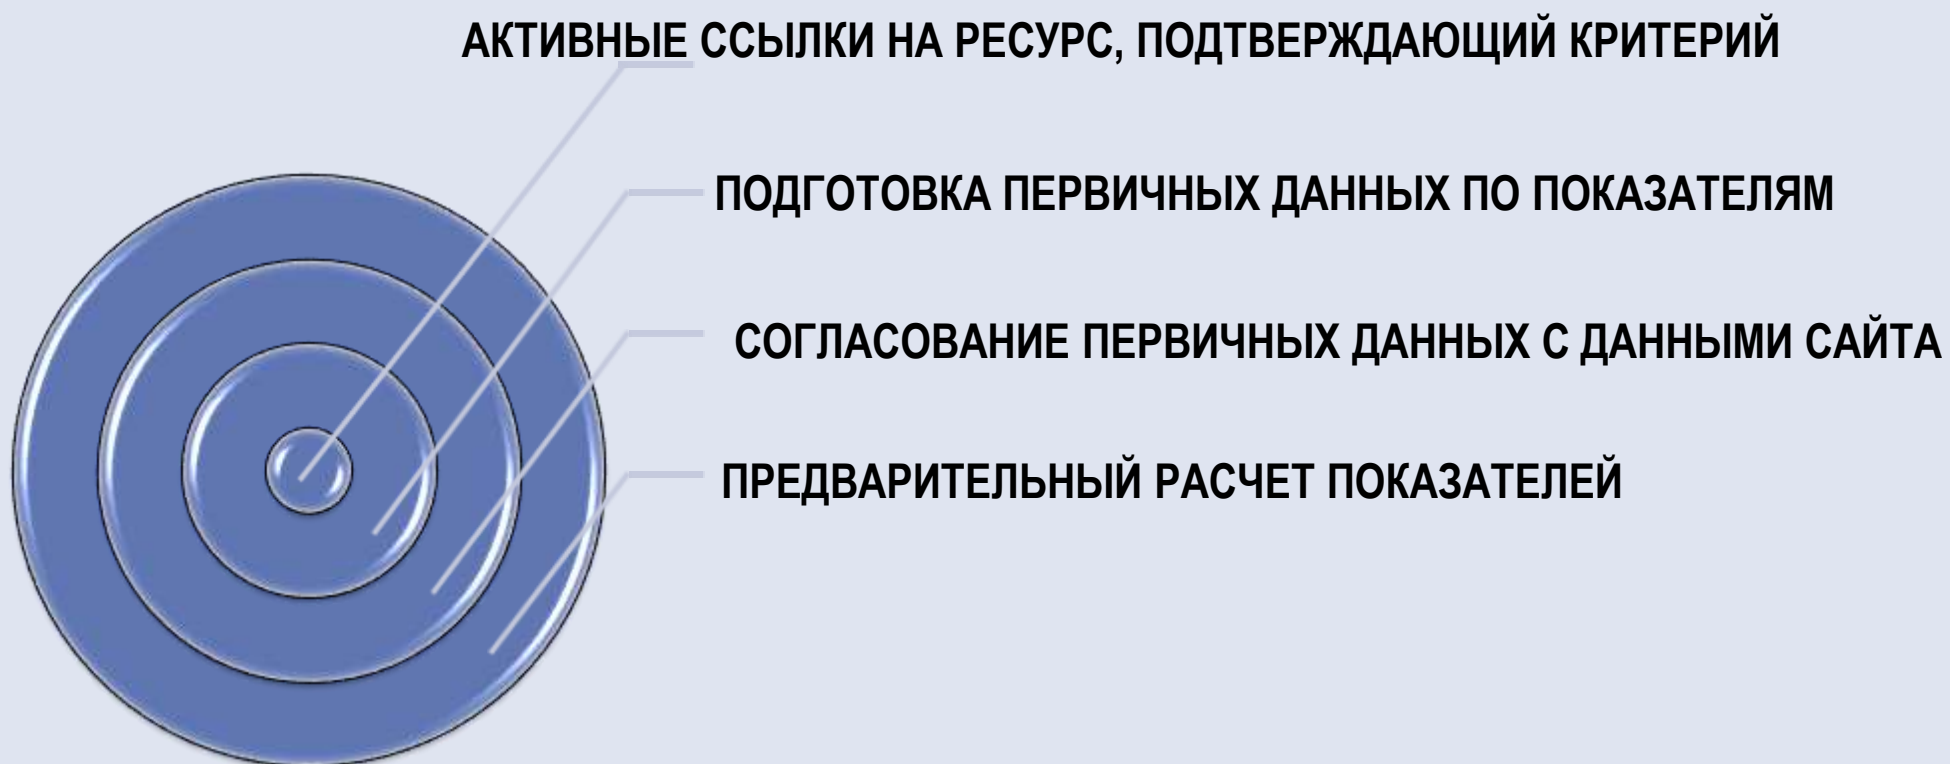 АКТИВНЫЕ ССЫЛКИ НА РЕСУРС, ПОДТВЕРЖДАЮЩИЙ КРИТЕРИЙ
ПОДГОТОВКА ПЕРВИЧНЫХ ДАННЫХ ПО ПОКАЗАТЕЛЯМ
СОГЛАСОВАНИЕ ПЕРВИЧНЫХ ДАННЫХ С ДАННЫМИ САЙТА
ПРЕДВАРИТЕЛЬНЫЙ РАСЧЕТ ПОКАЗАТЕЛЕЙ